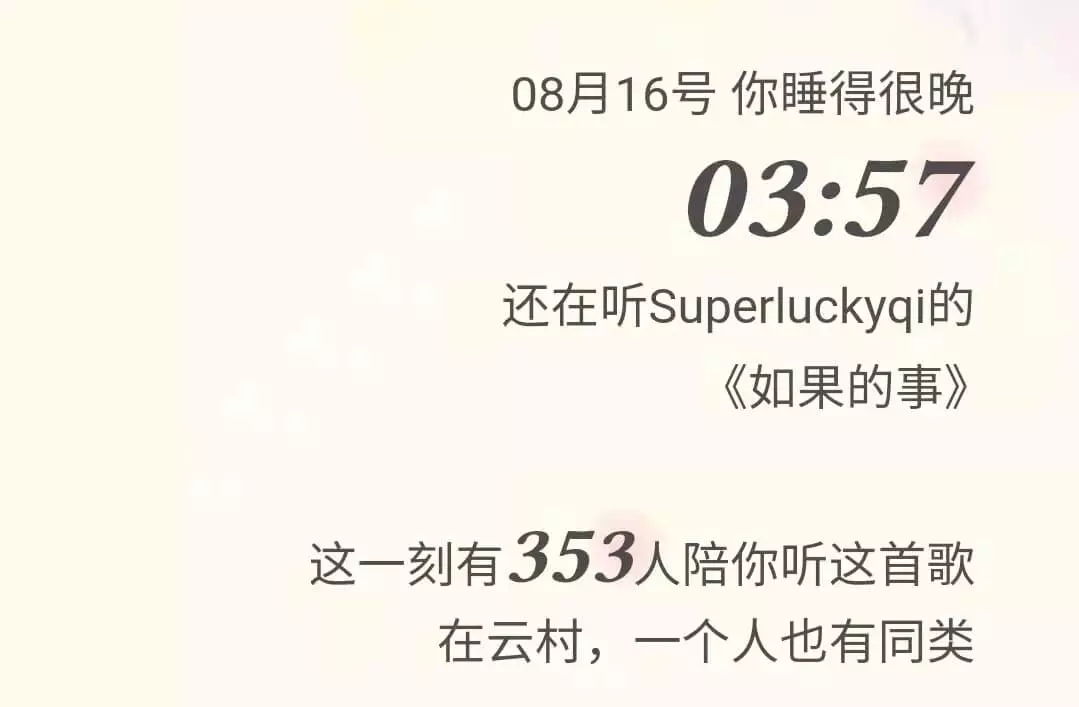 08月16号 你睡得很晚
03:57
还在听Superluckyqi的
《如果的事》
这一刻有353人陪你听这首歌
在云村，一个人也有同类